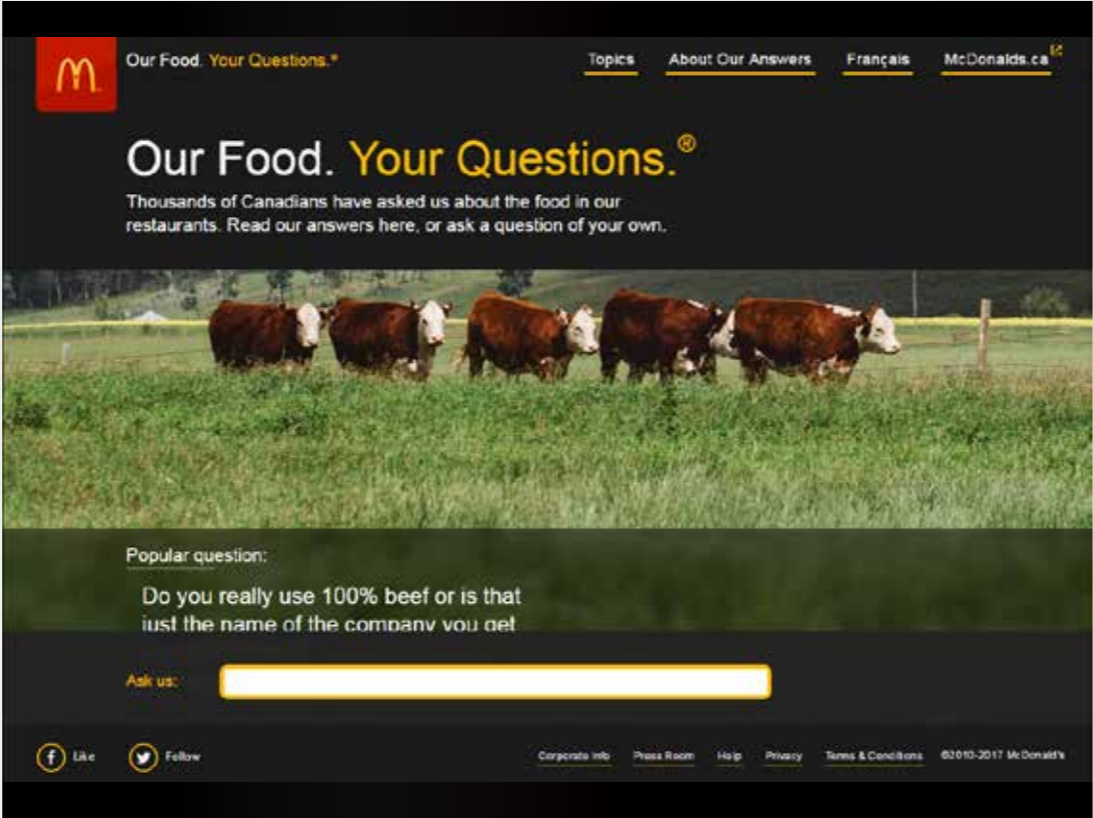 Our Food. Your Questions.®
Topics About Our Answers Français McDonalds.ca
Our Food. Your Questions.®
Thousands of Canadians have asked us about the food in our
restaurants. Read our answers here, or ask a question of your own.
Popular question:
Do you really use 100% beef or is that
just the name of the company you get
Ask us:
Like Follow Corporate Info Press Room Help Privacy Terms & Conditions ©2010-2017 McDonald's